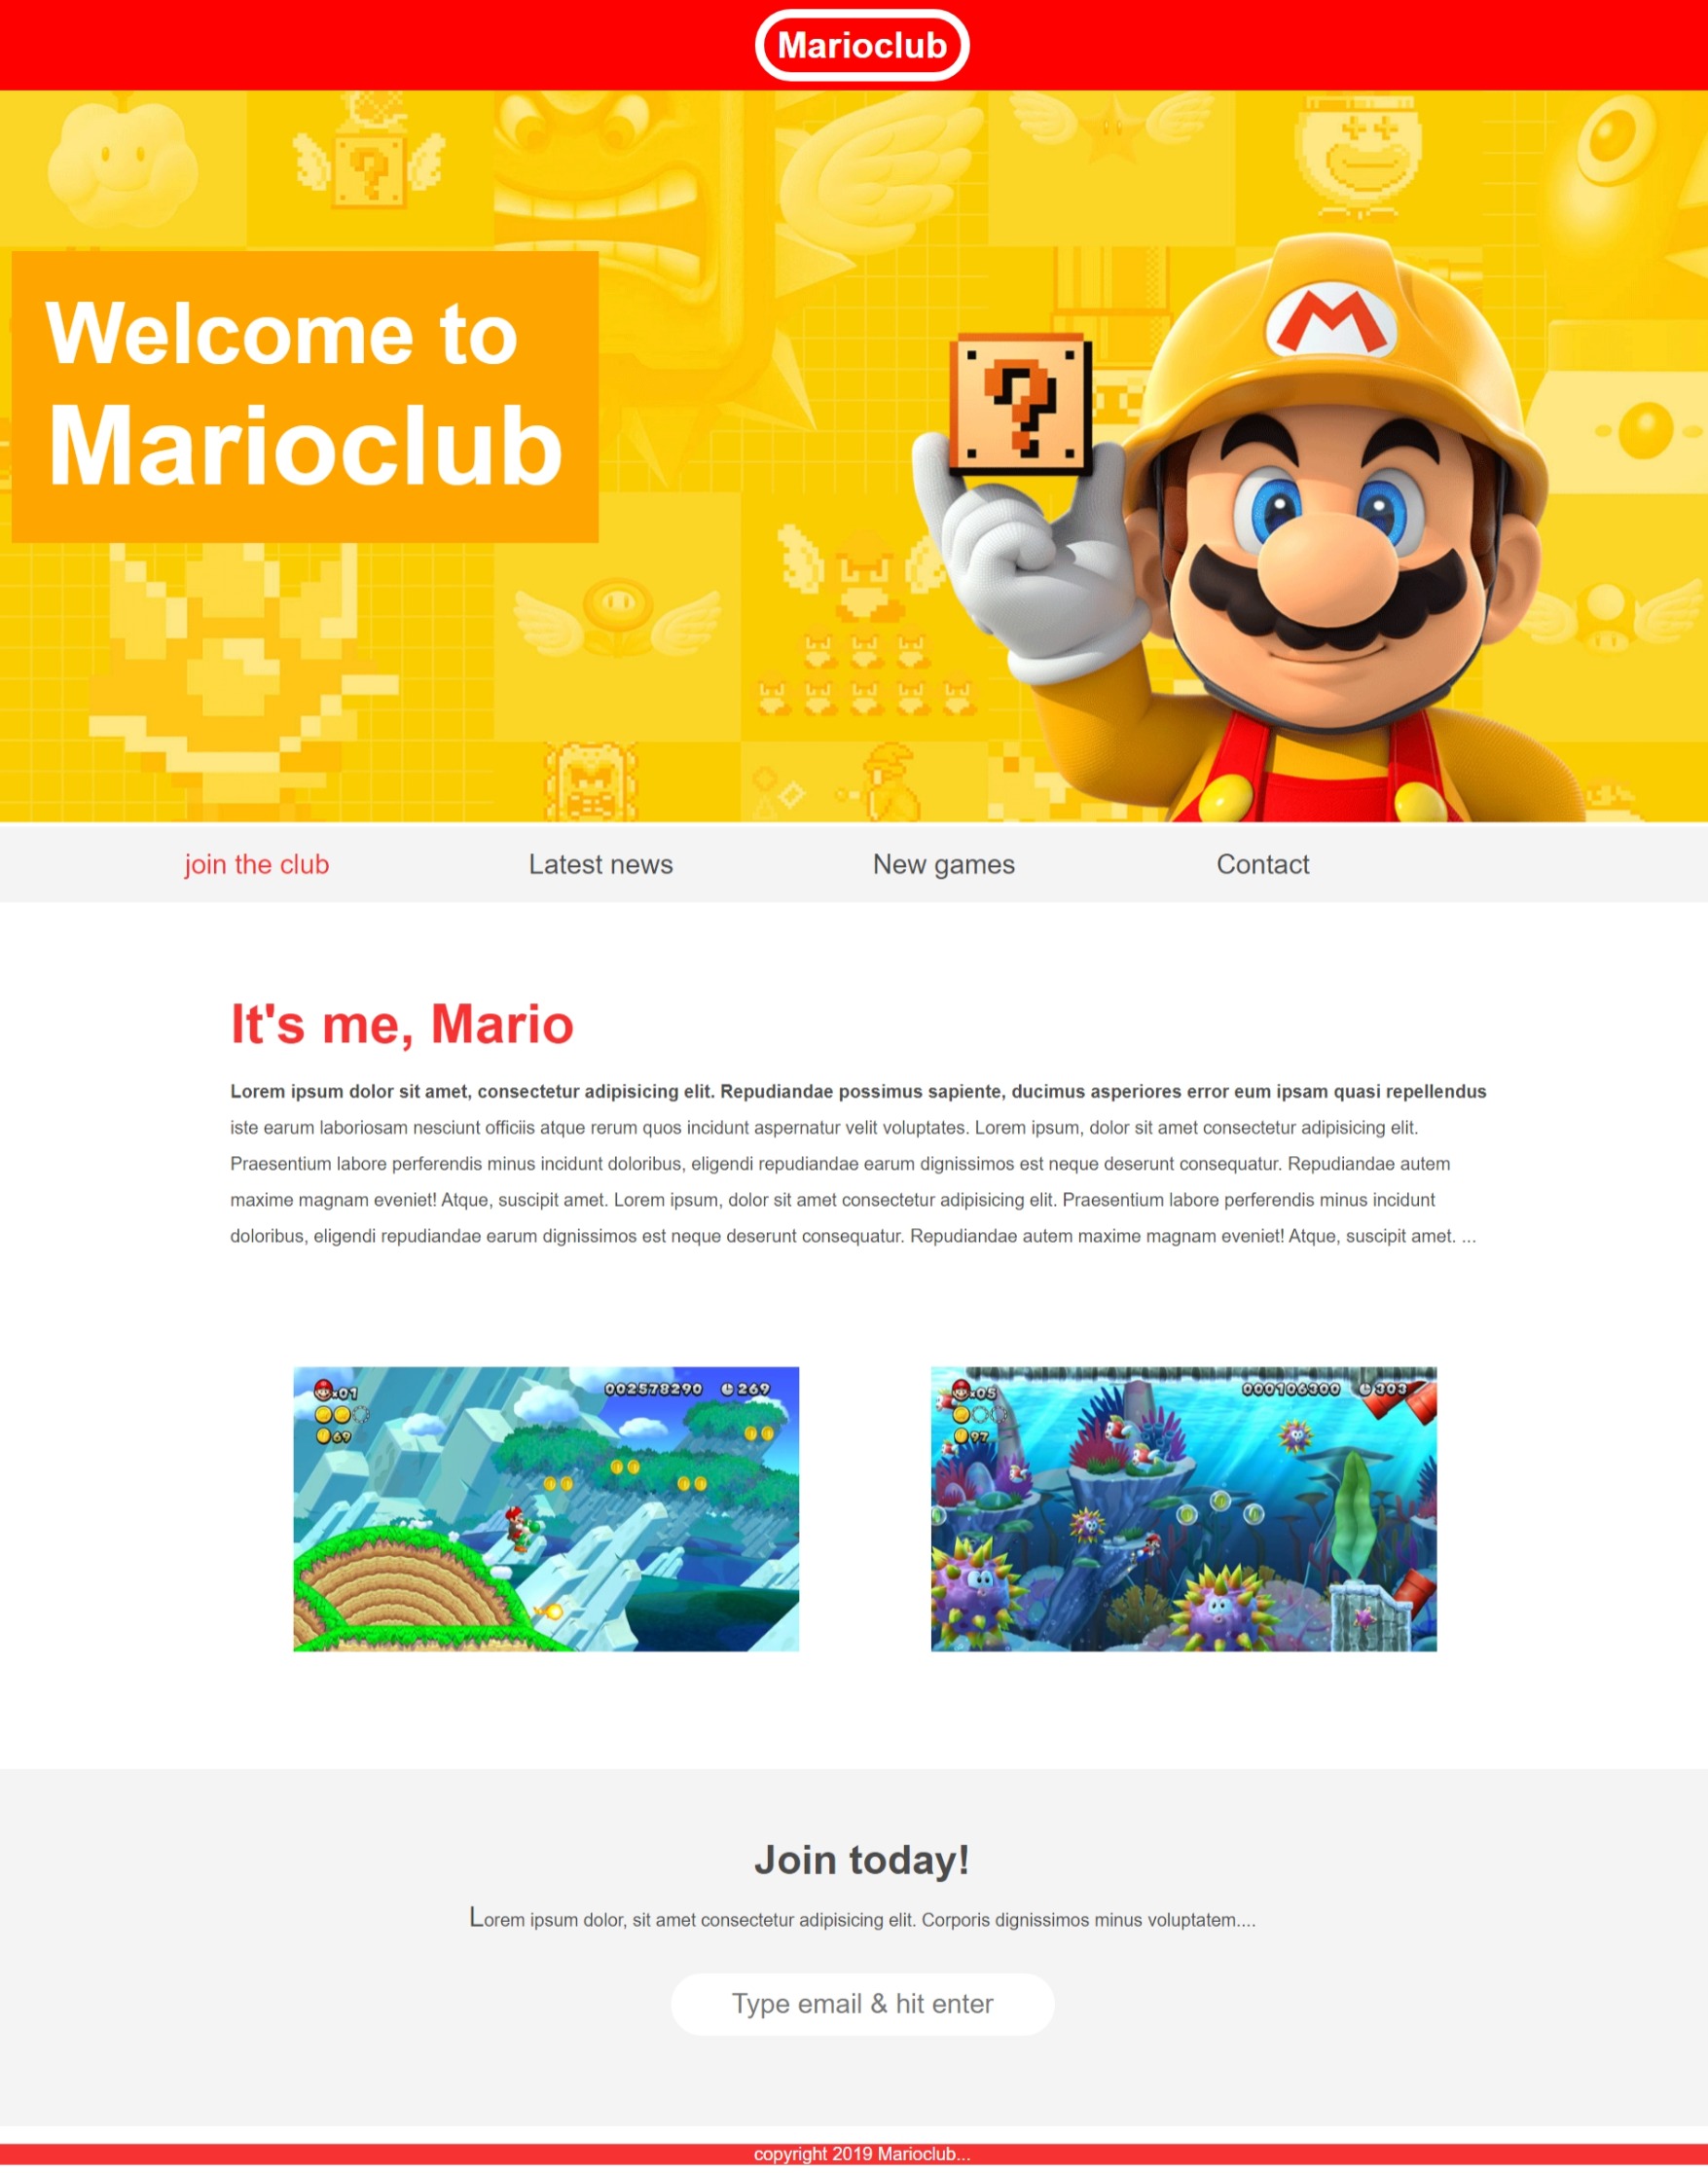 Marioclub
M
?
?
Welcome to
Marioclub
join the club
Latest news
New games
Contact
It's me, Mario
Lorem ipsum dolor sit amet, consectetur adipisicing elit. Repudiandae possimus sapiente, ducimus asperiores error eum ipsam quasi repellendus
iste earum laboriosam nesciunt officiis atque rerum quos incidunt aspernatur velit voluptates. Lorem ipsum, dolor sit amet consectetur adipisicing elit.
Praesentium labore perferendis minus incidunt doloribus, eligendi repudiandae earum dignissimos est neque deserunt consequatur. Repudiandae autem
maxime magnam eveniet! Atque, suscipit amet. Lorem ipsum, dolor sit amet consectetur adipisicing elit. Praesentium labore perferendis minus incidunt
doloribus, eligendi repudiandae earum dignissimos est neque deserunt consequatur. Repudiandae autem maxime magnam eveniet! Atque, suscipit amet. ...
x01 002578290 269
69
x05 000106300 303
97
Join today!
Lorem ipsum dolor, sit amet consectetur adipisicing elit. Corporis dignissimos minus voluptatem....
Type email & hit enter
copyright 2019 Marioclub...